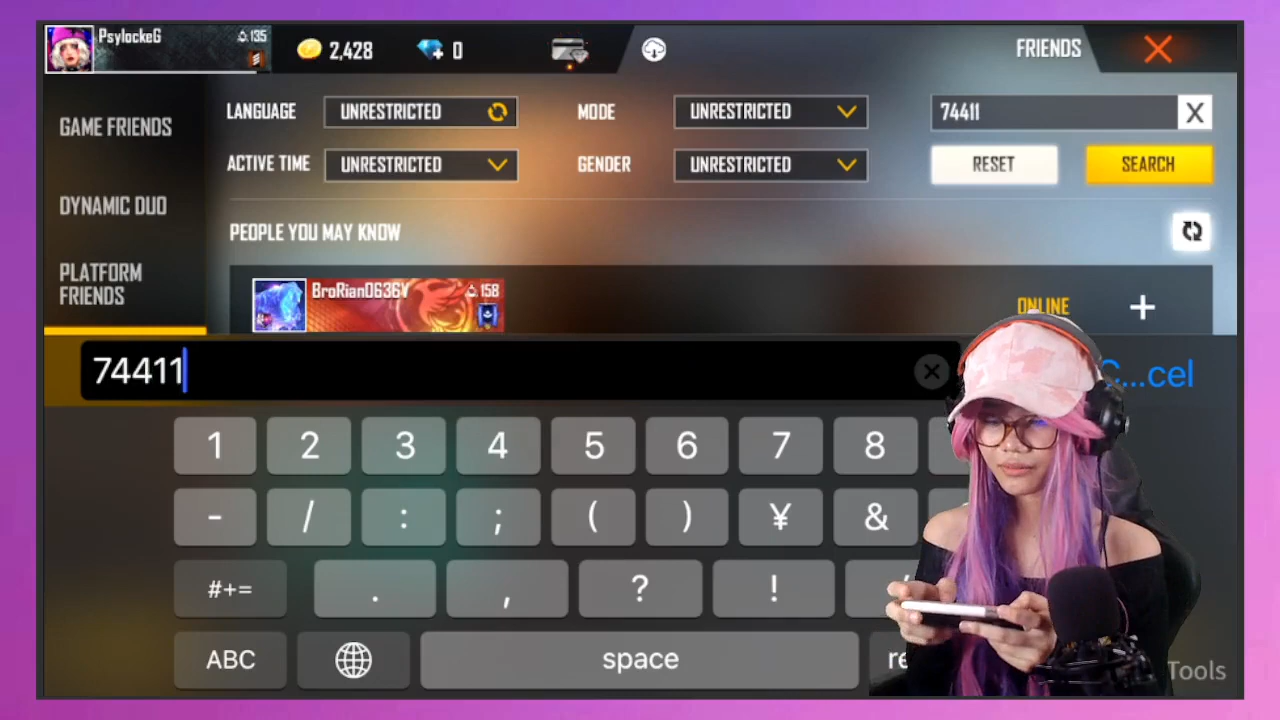 PsylockeG 135 2,428 0 FRIENDS
GAME FRIENDS
DYNAMIC DUO
PLATFORM
FRIENDS
LANGUAGE UNRESTRICTED MODE UNRESTRICTED 74411 X
ACTIVE TIME UNRESTRICTED GENDER UNRESTRICTED RESET SEARCH
PEOPLE YOU MAY KNOW
BroRian0636V 158 ONLINE +
74411 C...cel
1 2 3 4 5 6 7 8
- / : ; ( ) ¥ &
#+= . , ? !
ABC space re
Tools